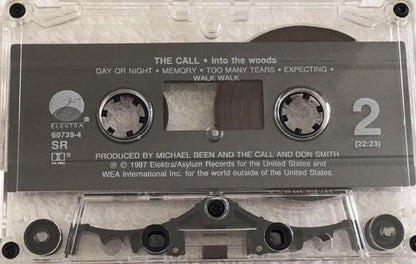 THE CALL • into the woods
DAY OR NIGHT • MEMORY • TOO MANY TEARS • EXPECTING •
WALK WALK
ELEKTRA ®
60739-4
SR
2
(22:23)
PRODUCED BY MICHAEL BEEN AND THE CALL AND DON SMITH
℗ © 1987 Elektra/Asylum Records for the United States and
WEA International Inc. for the world outside of the United States.